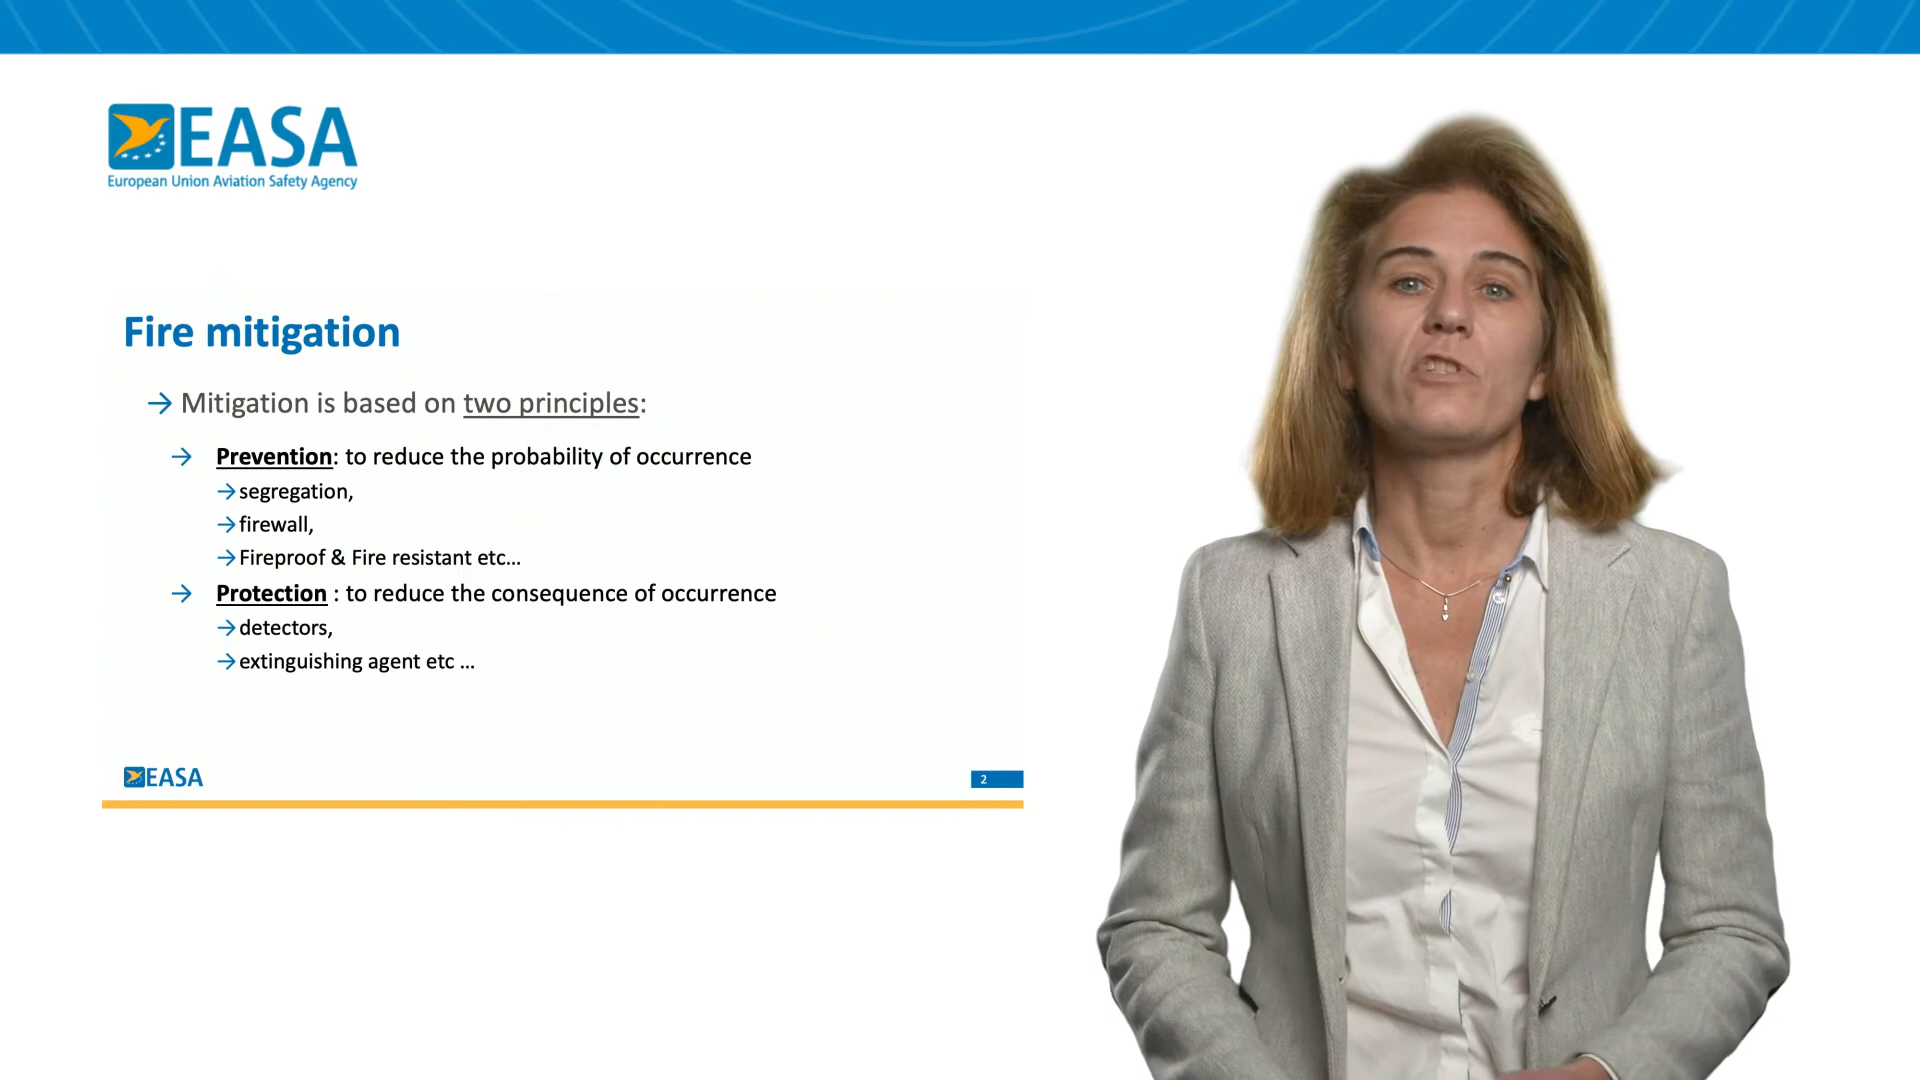 EASA
European Union Aviation Safety Agency
Fire mitigation
→ Mitigation is based on two principles:
→ Prevention: to reduce the probability of occurrence
→ segregation,
→ firewall,
→ Fireproof & Fire resistant etc...
→ Protection : to reduce the consequence of occurrence
→ detectors,
→ extinguishing agent etc ...
EASA
2